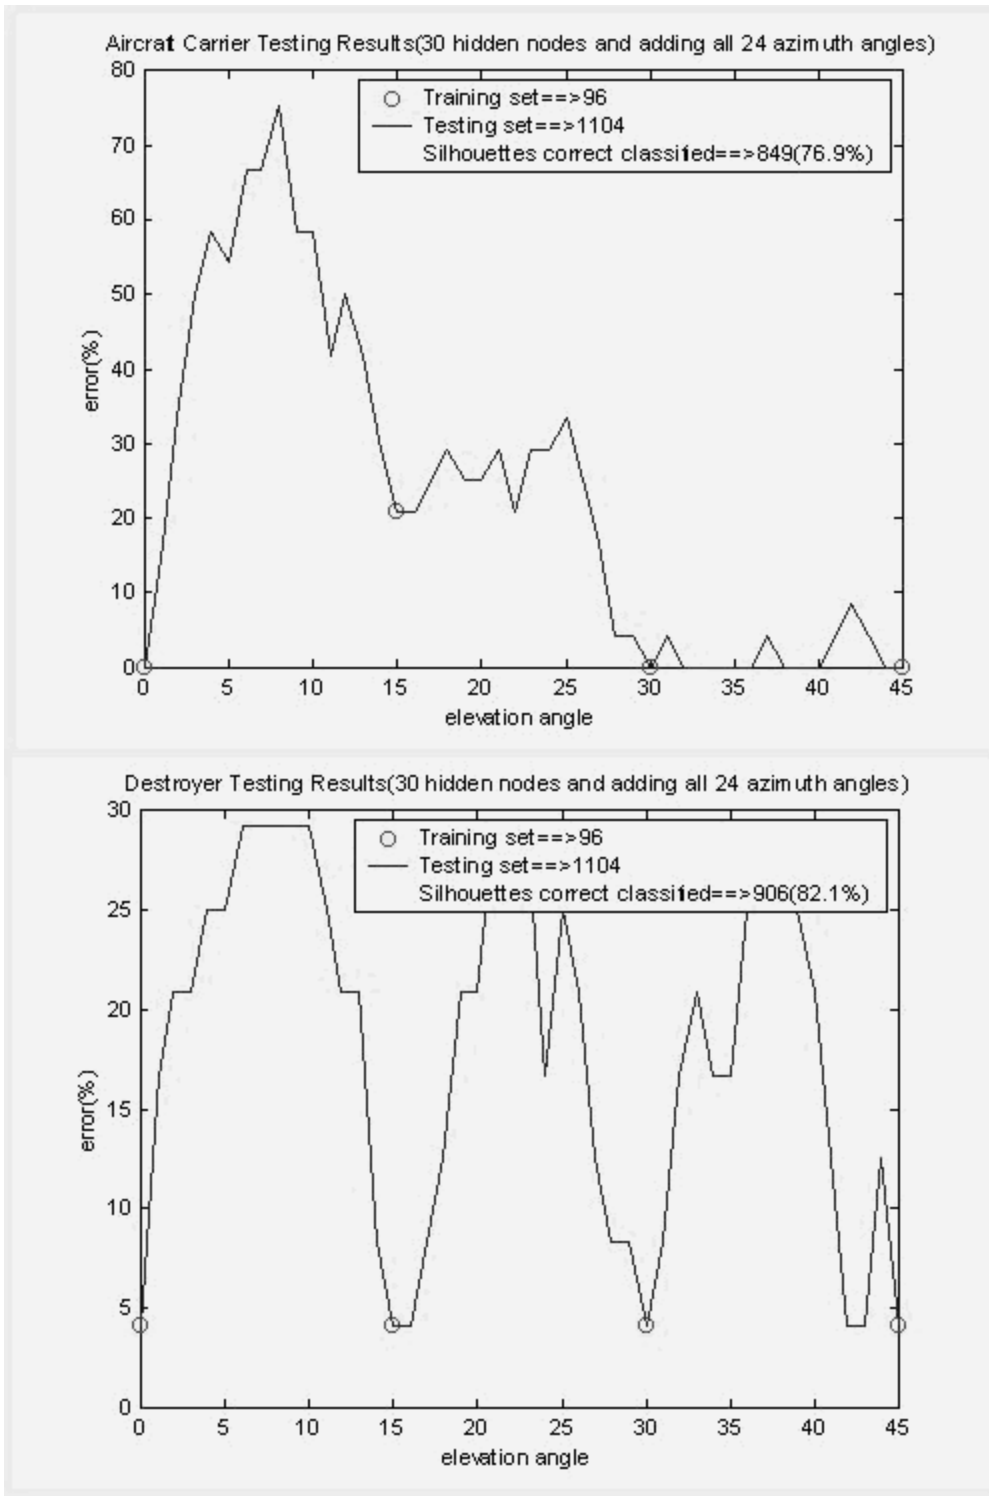 Aircraft Carrier Testing Results(30 hidden nodes and adding all 24 azimuth angles)
80
70
60
50
40
30
20
10
0
error(%)
Training set==>96
Testing set==>1104
Silhouettes correct classified==>849(76.9%)
0 5 10 15 20 25 30 35 40 45
elevation angle
Destroyer Testing Results(30 hidden nodes and adding all 24 azimuth angles)
30
25
20
15
10
5
0
error(%)
Training set==>96
Testing set==>1104
Silhouettes correct classified==>906(82.1%)
0 5 10 15 20 25 30 35 40 45
elevation angle